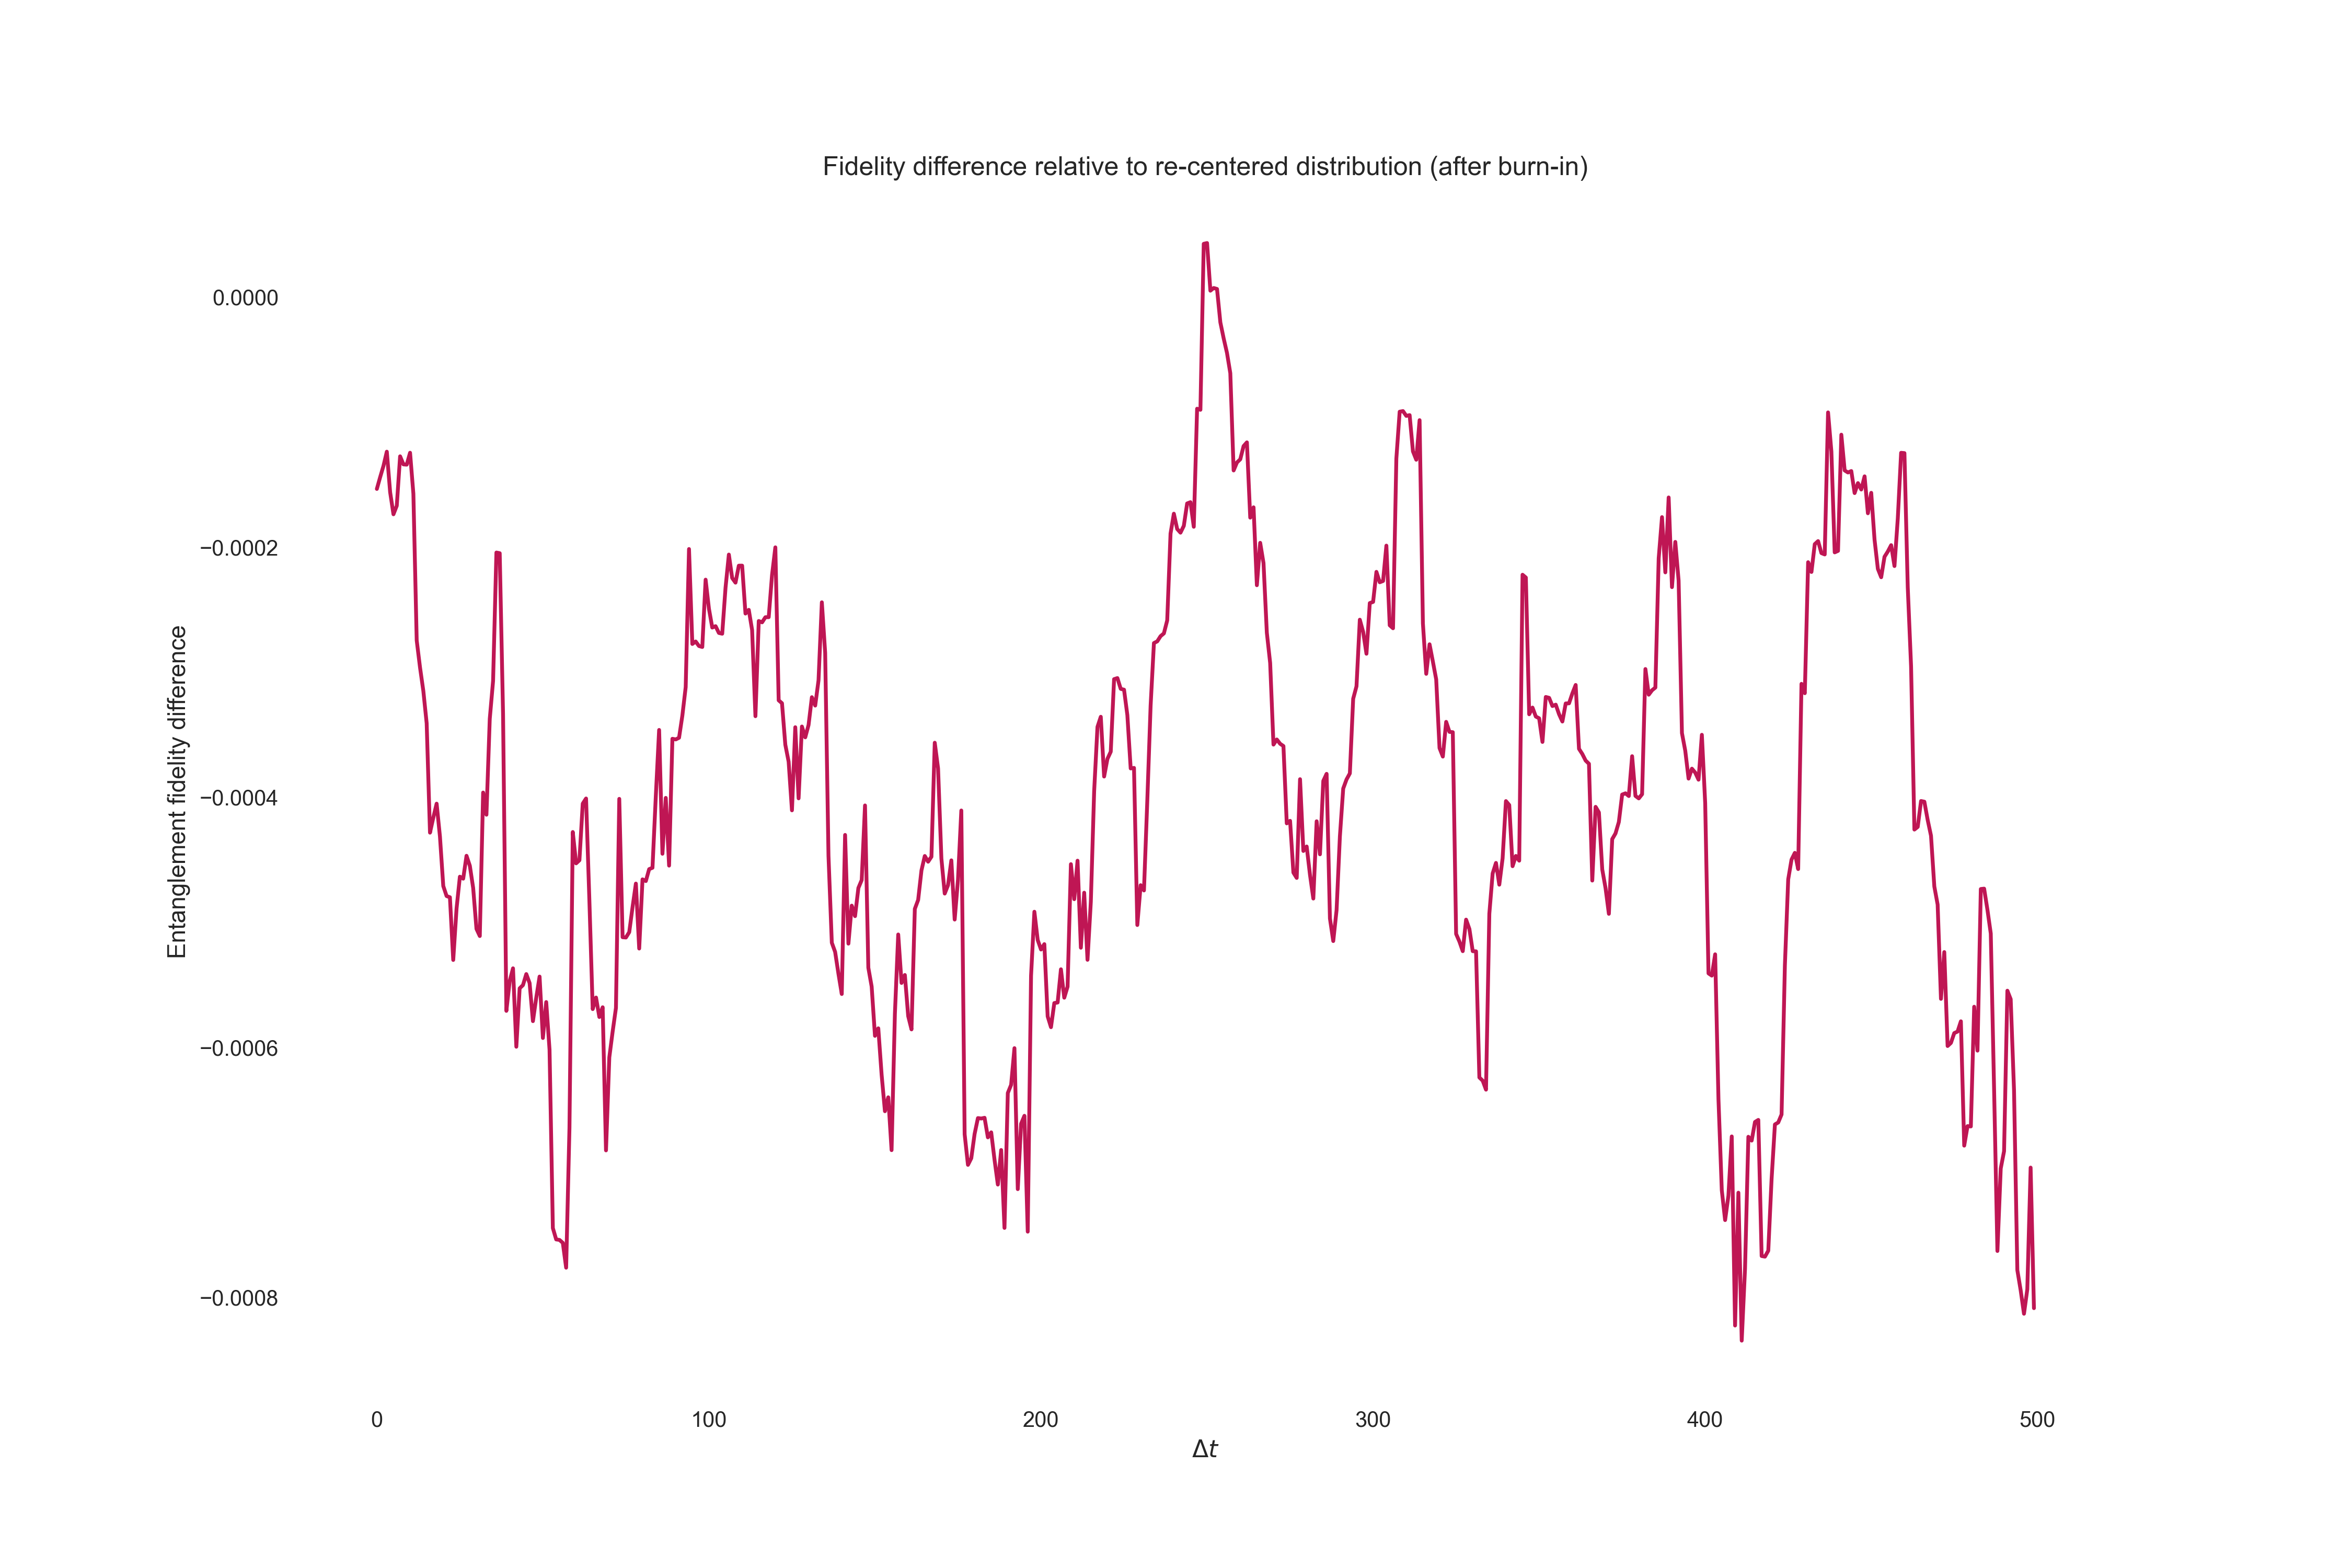 Fidelity difference relative to re-centered distribution (after burn-in)
0.0000
−0.0002
−0.0004
−0.0006
−0.0008
Entanglement fidelity difference
0 100 200 300 400 500
Δt